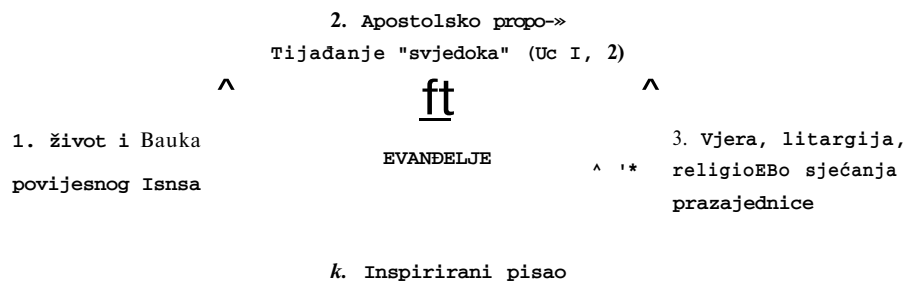 2. Apostolsko propo-»
Tijađanje "svjedoka" (Uc I, 2)
^ ft ^
1. život i Bauka
povijesnog Isnsa
EVANĐELJE
^ '*
3. Vjera, litargija,
religioEBo sjećanja
prazajednice
k. Inspirirani pisao